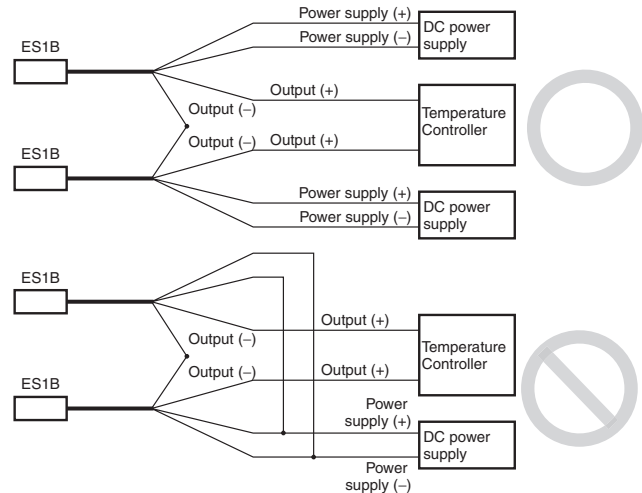 Power supply (+)
ES1B
Power supply (–)
DC power
supply
Output (+)
Output (–)
Temperature
Controller
Output (–)
Output (+)
ES1B
Power supply (+)
Power supply (–)
DC power
supply
ES1B
Output (+)
Output (–)
Temperature
Controller
Output (–)
Output (+)
ES1B
Power
supply (+)
DC power
supply
Power
supply (–)